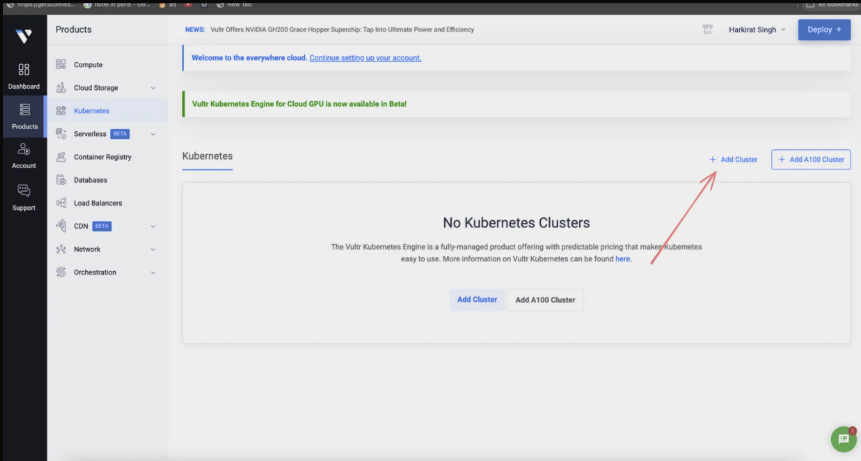 hotel in paris - Go...
New Tab
All Bookmarks
Products
NEWS: Vultr Offers NVIDIA GH200 Grace Hopper Superchip: Tap Into Ultimate Power and Efficiency
Harkirat Singh
Deploy +
Welcome to the everywhere cloud. Continue setting up your account.
Vultr Kubernetes Engine for Cloud GPU is now available in Beta!
Dashboard
Products
Account
Support
Compute
Cloud Storage
Kubernetes
Serverless BETA
Container Registry
Databases
Load Balancers
CDN BETA
Network
Orchestration
Kubernetes
+ Add Cluster
+ Add A100 Cluster
No Kubernetes Clusters
The Vultr Kubernetes Engine is a fully-managed product offering with predictable pricing that makes Kubernetes
easy to use. More information on Vultr Kubernetes can be found here.
Add Cluster
Add A100 Cluster